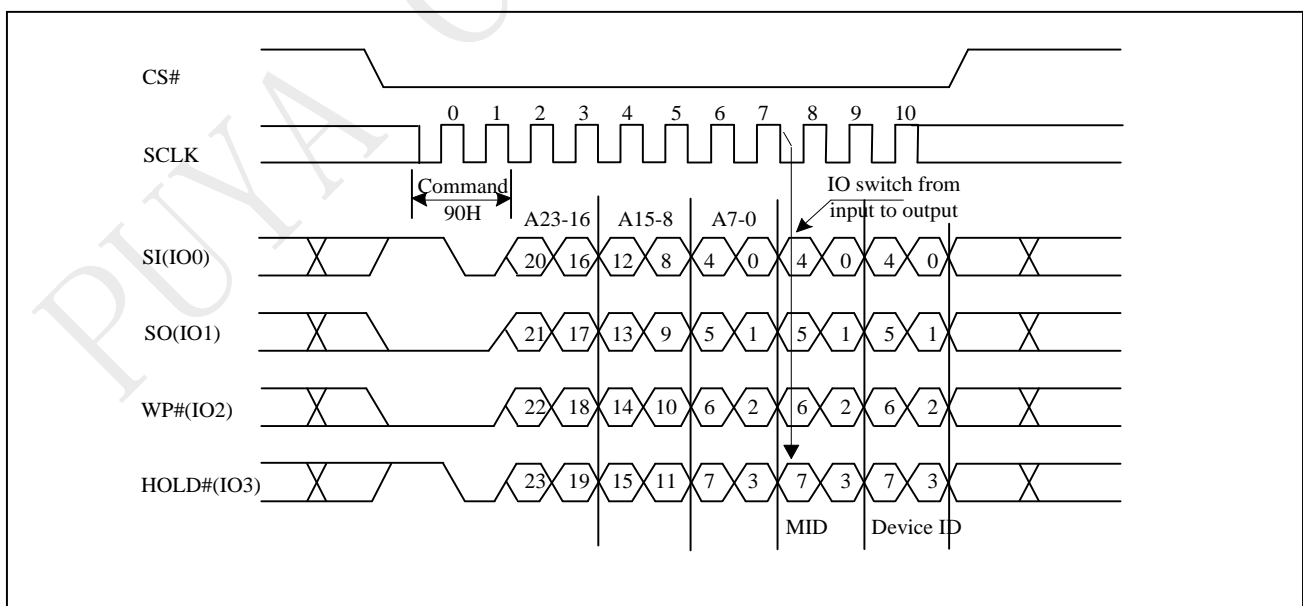 PUYA C
CS#
0 1 2 3 4 5 6 7 8 9 10
SCLK
Command
90H
IO switch from
input to output
A23-16 A15-8 A7-0
SI(IO0) 20 16 12 8 4 0 4 0 4 0
SO(IO1) 21 17 13 9 5 1 5 1 5 1
WP#(IO2) 22 18 14 10 6 2 6 2 6 2
HOLD#(IO3) 23 19 15 11 7 3 7 3 7 3
MID Device ID